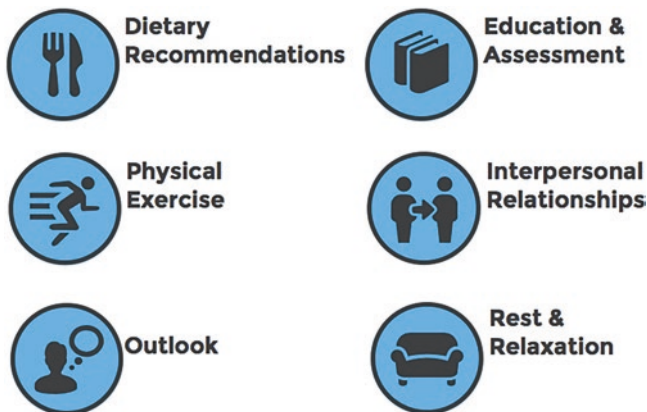 Dietary
Recommendations
Education &
Assessment
Physical
Exercise
Interpersonal
Relationships
Outlook
Rest &
Relaxation